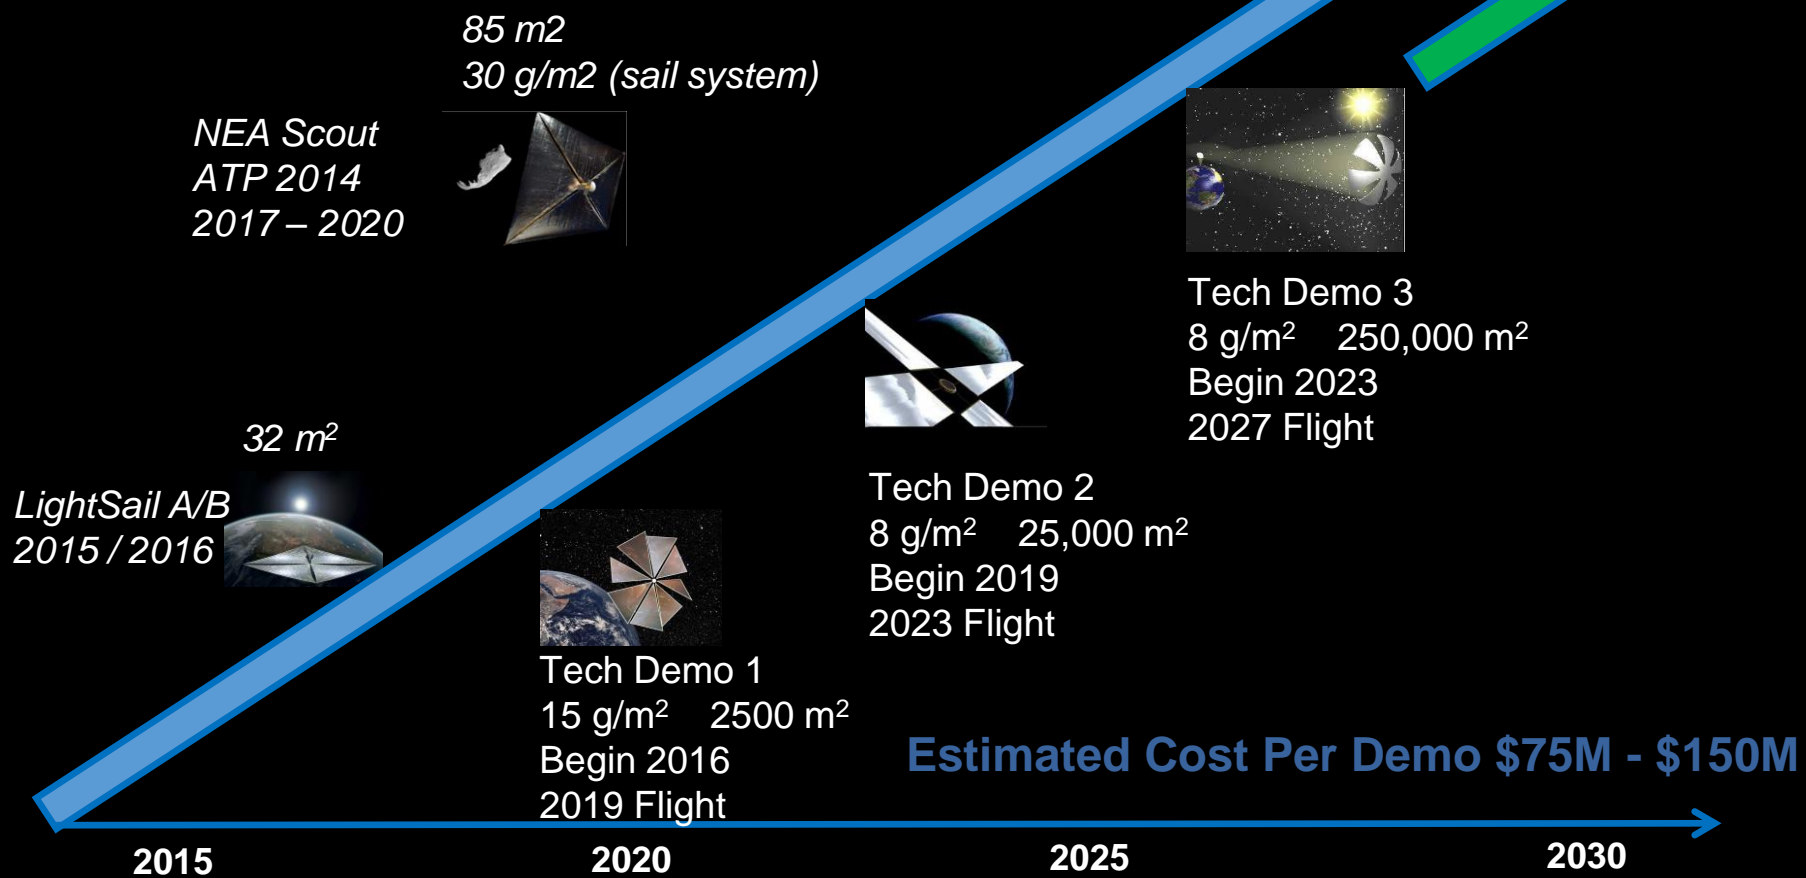 85 m2
30 g/m2 (sail system)
NEA Scout
ATP 2014
2017 – 2020
32 m²
LightSail A/B
2015 / 2016
Tech Demo 3
8 g/m² 250,000 m²
Begin 2023
2027 Flight
Tech Demo 2
8 g/m² 25,000 m²
Begin 2019
2023 Flight
Tech Demo 1
15 g/m² 2500 m²
Begin 2016
2019 Flight
Estimated Cost Per Demo $75M - $150M
2015 2020 2025 2030